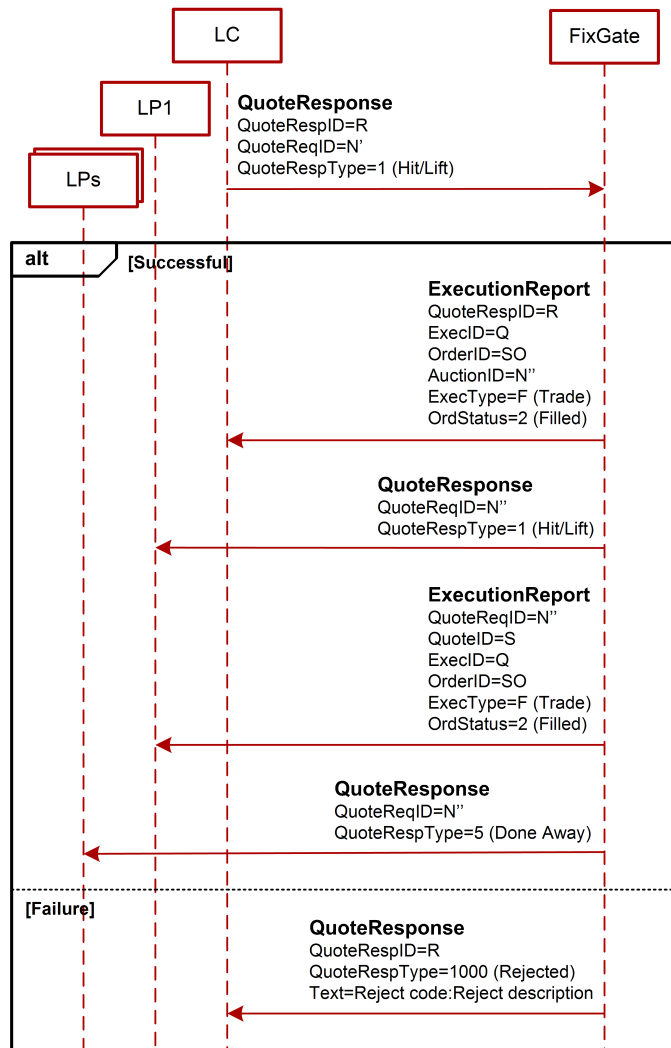 LC
FixGate
LP1
LPs
QuoteResponse
QuoteRespID=R
QuoteReqID=N'
QuoteRespType=1 (Hit/Lift)
alt
[Successful]
ExecutionReport
QuoteRespID=R
ExecID=Q
OrderID=SO
AuctionID=N’’
ExecType=F (Trade)
OrdStatus=2 (Filled)
QuoteResponse
QuoteReqID=N’’
QuoteRespType=1 (Hit/Lift)
ExecutionReport
QuoteReqID=N’’
QuoteID=S
ExecID=Q
OrderID=SO
ExecType=F (Trade)
OrdStatus=2 (Filled)
QuoteResponse
QuoteReqID=N’’
QuoteRespType=5 (Done Away)
[Failure]
QuoteResponse
QuoteRespID=R
QuoteRespType=1000 (Rejected)
Text=Reject code:Reject description